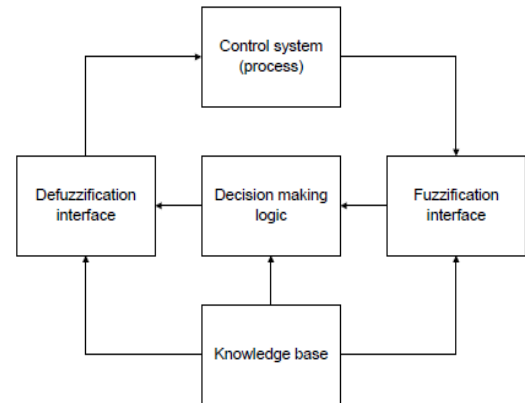 Control system
(process)
Defuzzification
interface
Decision making
logic
Fuzzification
interface
Knowledge base